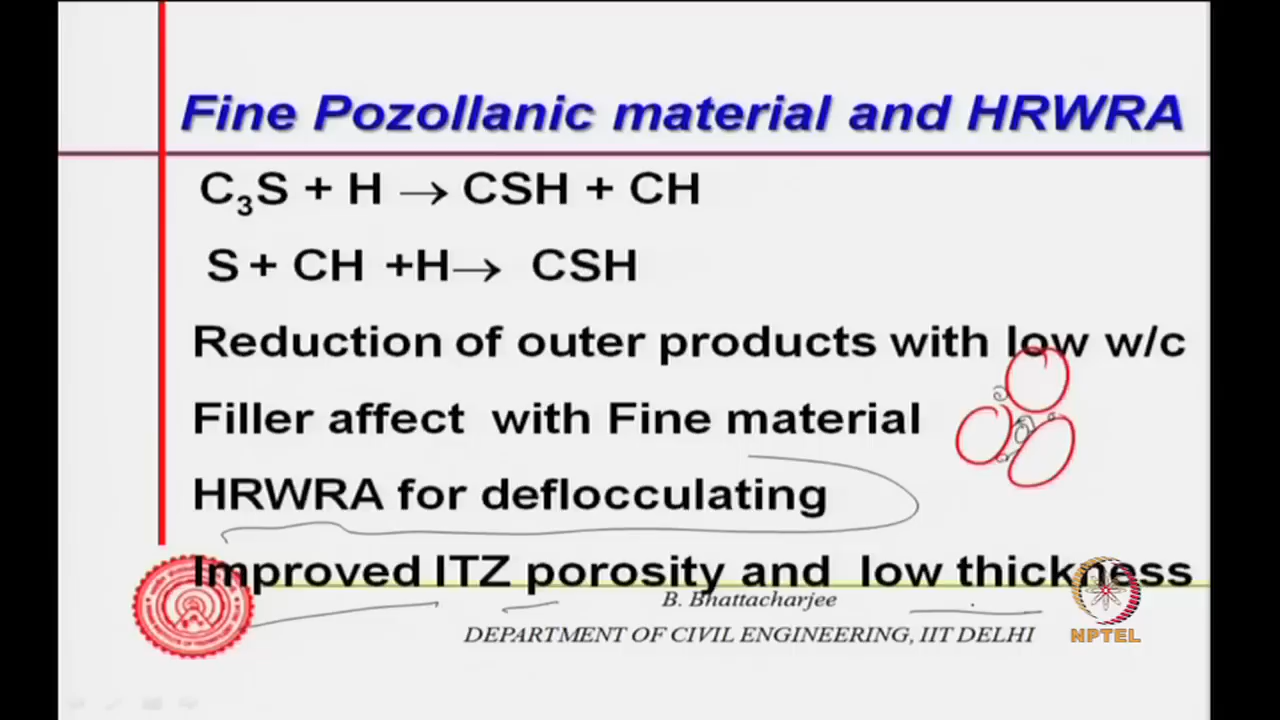 Fine Pozollanic material and HRWRA
C₃S + H → CSH + CH
S + CH +H→ CSH
Reduction of outer products with low w/c
Filler affect with Fine material
HRWRA for deflocculating
Improved ITZ porosity and low thickness
B. Bhattacharjee
DEPARTMENT OF CIVIL ENGINEERING, IIT DELHI
NPTEL